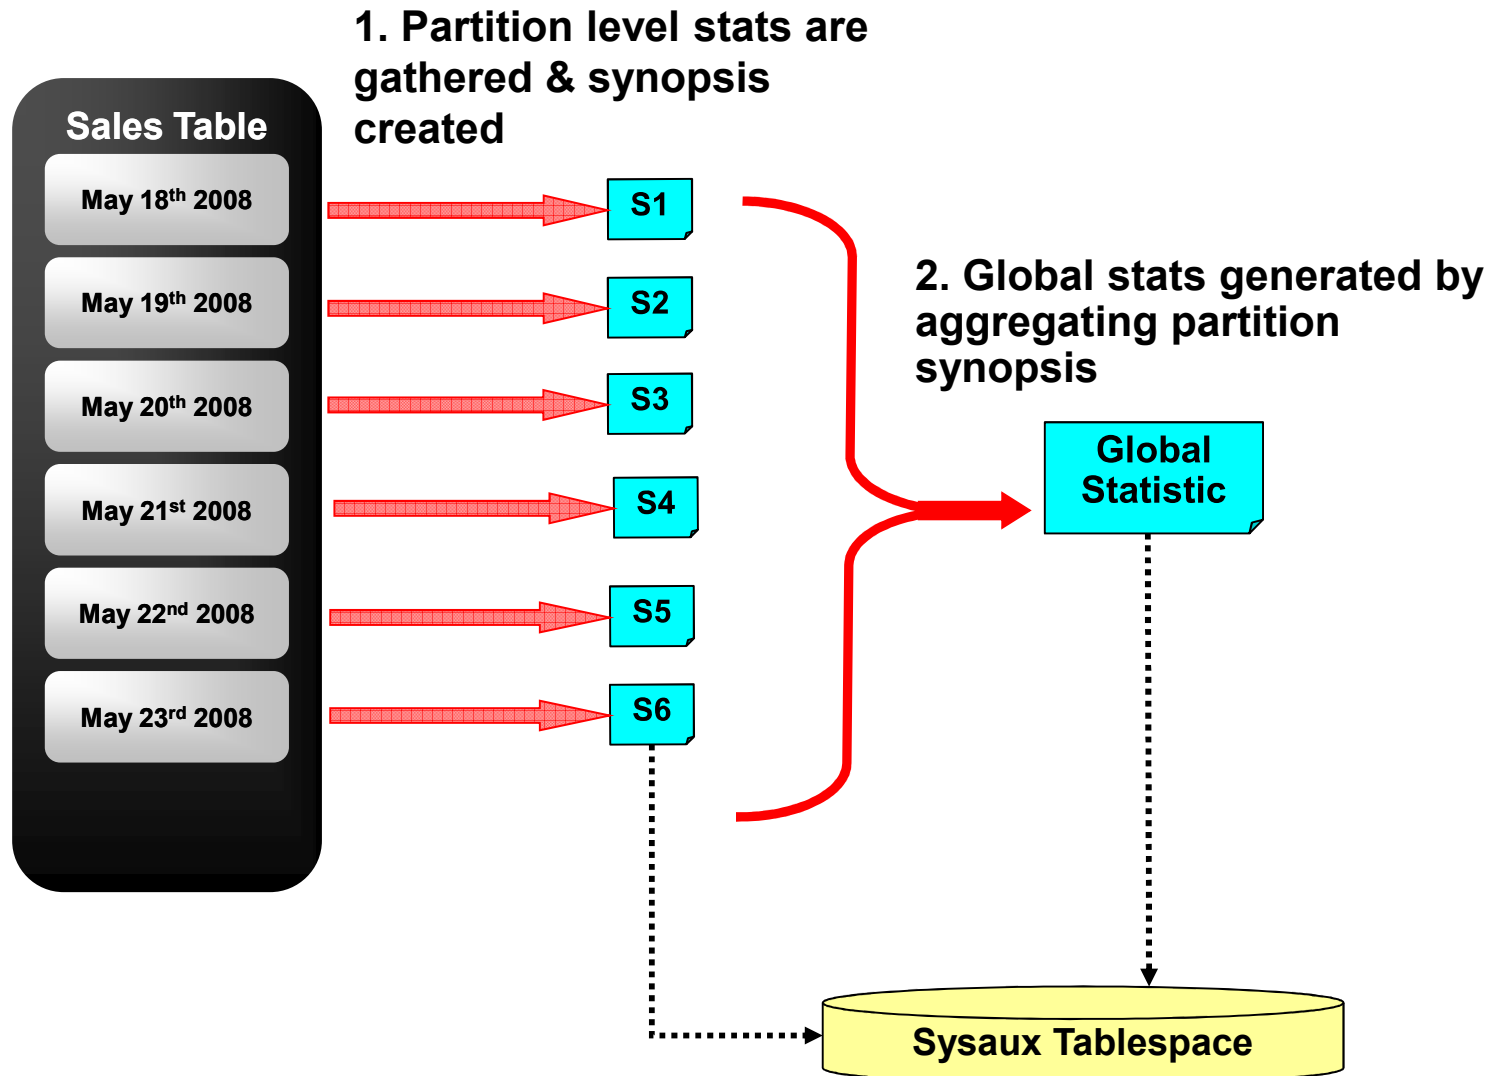 1. Partition level stats are
gathered & synopsis
created
Sales Table
May 18th 2008
S1
May 19th 2008
S2
May 20th 2008
S3
May 21st 2008
S4
May 22nd 2008
S5
May 23rd 2008
S6
2. Global stats generated by
aggregating partition
synopsis
Global
Statistic
Sysaux Tablespace